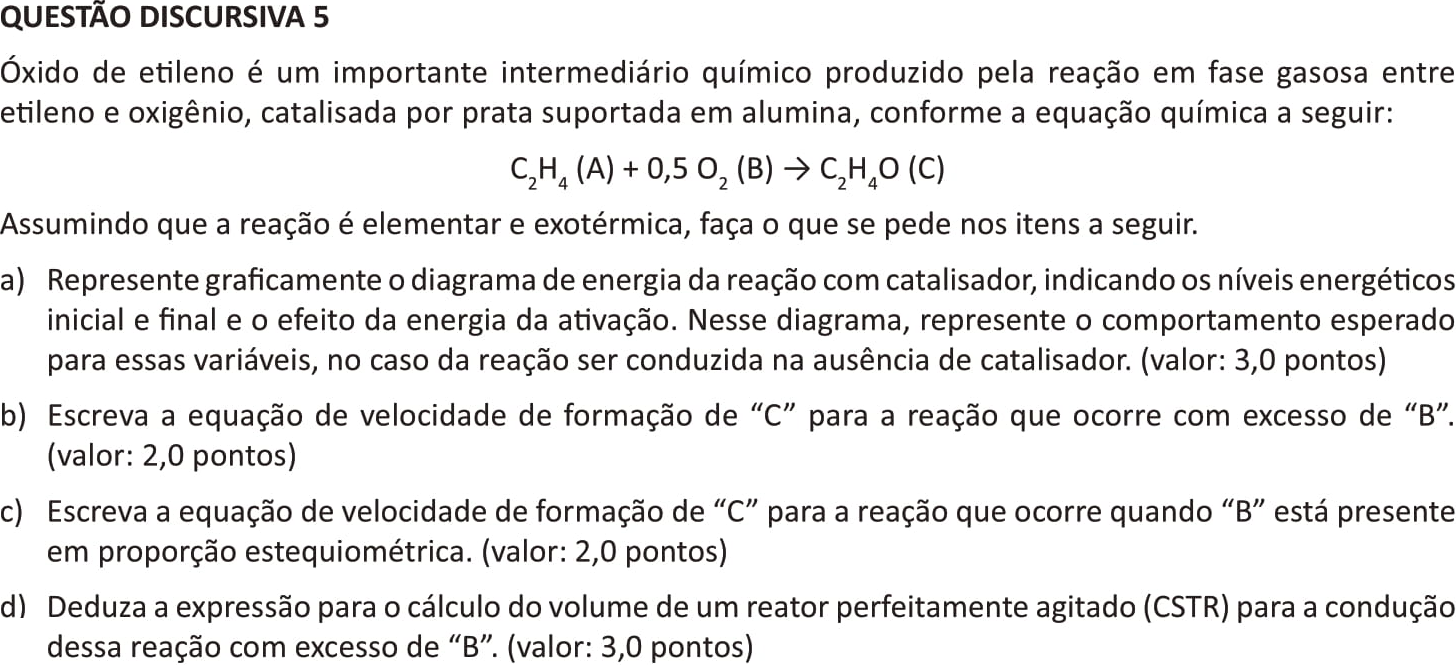 QUESTÃO DISCURSIVA 5
Óxido de etileno é um importante intermediário químico produzido pela reação em fase gasosa entre
etileno e oxigênio, catalisada por prata suportada em alumina, conforme a equação química a seguir:
C₂H₄ (A) + 0,5 O₂ (B) → C₂H₄O (C)
Assumindo que a reação é elementar e exotérmica, faça o que se pede nos itens a seguir.
a) Represente graficamente o diagrama de energia da reação com catalisador, indicando os níveis energéticos
inicial e final e o efeito da energia da ativação. Nesse diagrama, represente o comportamento esperado
para essas variáveis, no caso da reação ser conduzida na ausência de catalisador. (valor: 3,0 pontos)
b) Escreva a equação de velocidade de formação de “C” para a reação que ocorre com excesso de “B”.
(valor: 2,0 pontos)
c) Escreva a equação de velocidade de formação de “C” para a reação que ocorre quando “B” está presente
em proporção estequiométrica. (valor: 2,0 pontos)
d) Deduza a expressão para o cálculo do volume de um reator perfeitamente agitado (CSTR) para a condução
dessa reação com excesso de “B”. (valor: 3,0 pontos)